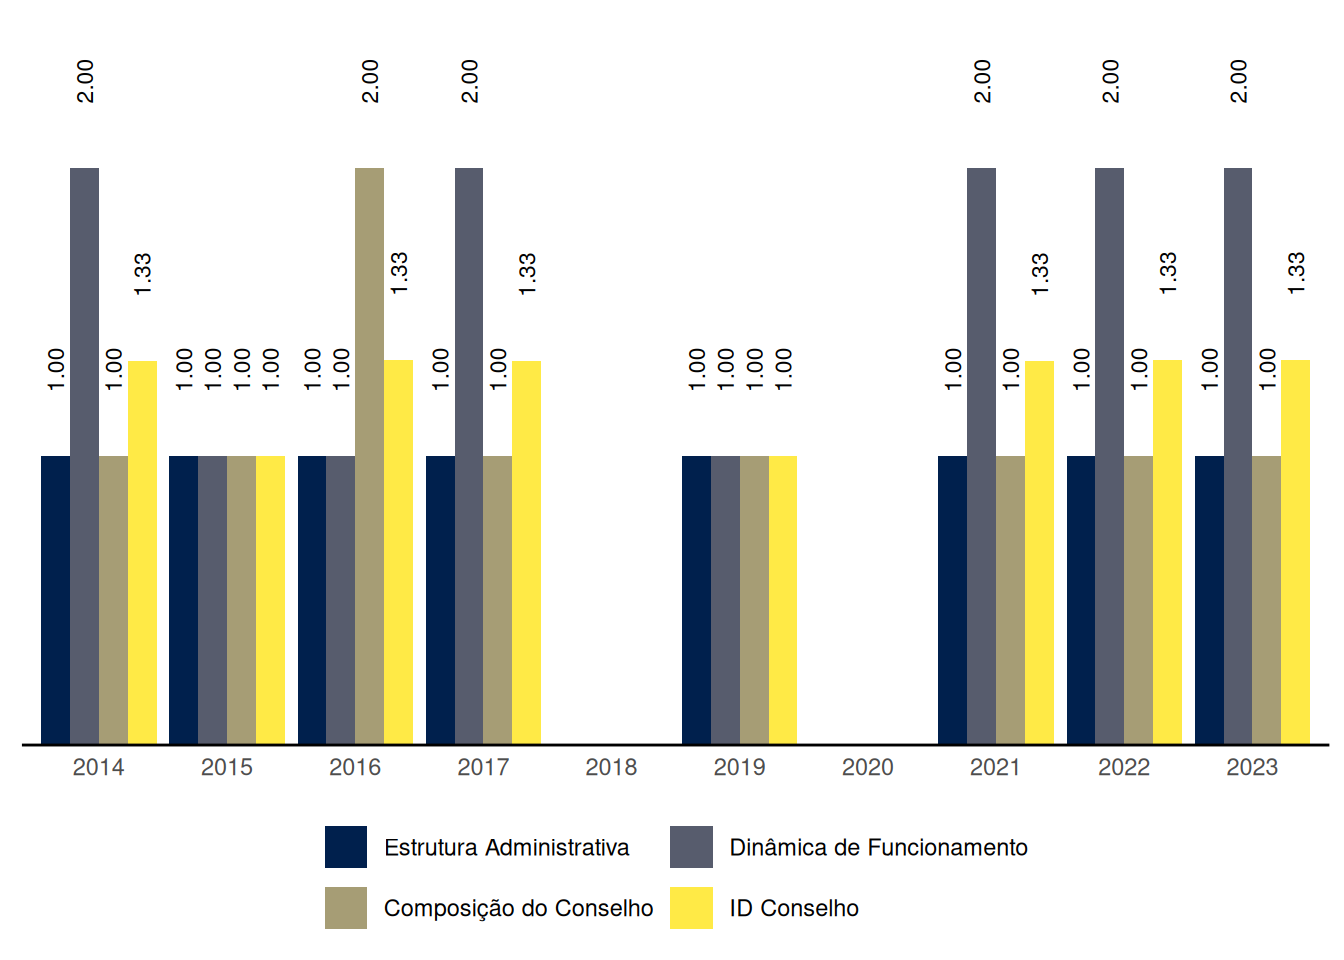 2.00 2.00 2.00 2.00 2.00 2.00
1.33 1.33 1.33 1.33 1.33 1.33
1.00 1.00 1.00 1.00 1.00 1.00 1.00 1.00 1.00 1.00 1.00 1.00 1.00 1.00 1.00 1.00 1.00 1.00 1.00 1.00
2014 2015 2016 2017 2018 2019 2020 2021 2022 2023
Estrutura Administrativa Dinâmica de Funcionamento
Composição do Conselho ID Conselho